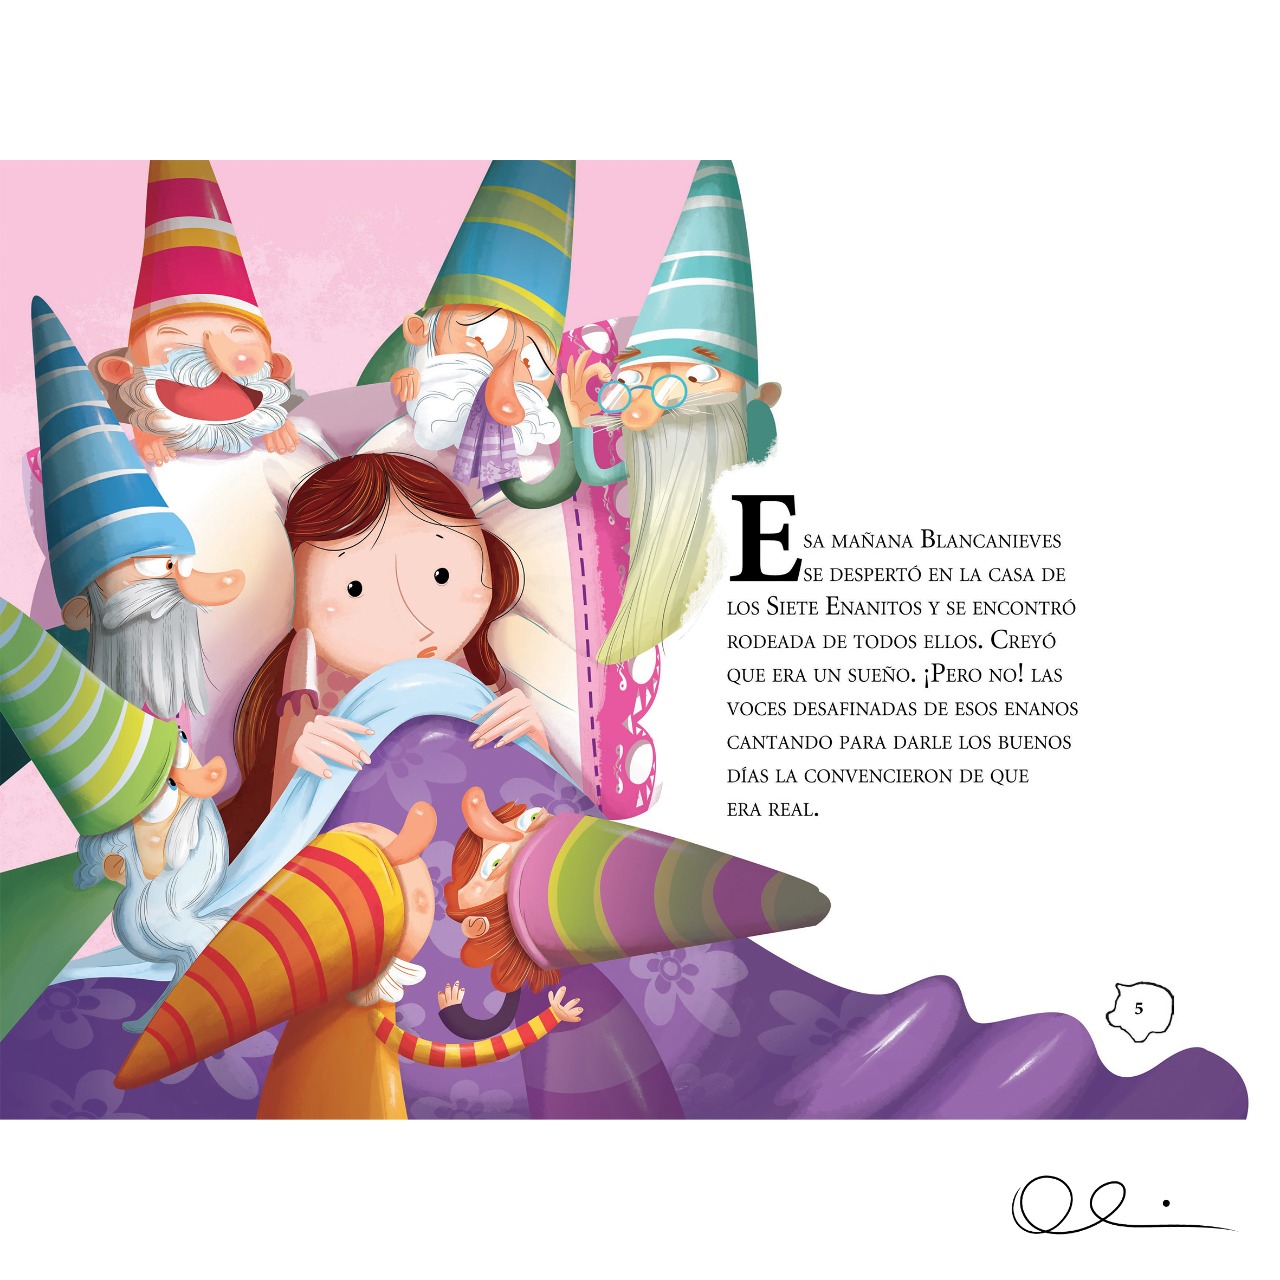 Esa mañana Blancanieves
se despertó en la casa de
los Siete Enanitos y se encontró
rodeada de todos ellos. Creyó
que era un sueño. ¡Pero no! las
voces desafinadas de esos enanos
cantando para darle los buenos
días la convencieron de que
era real.
5